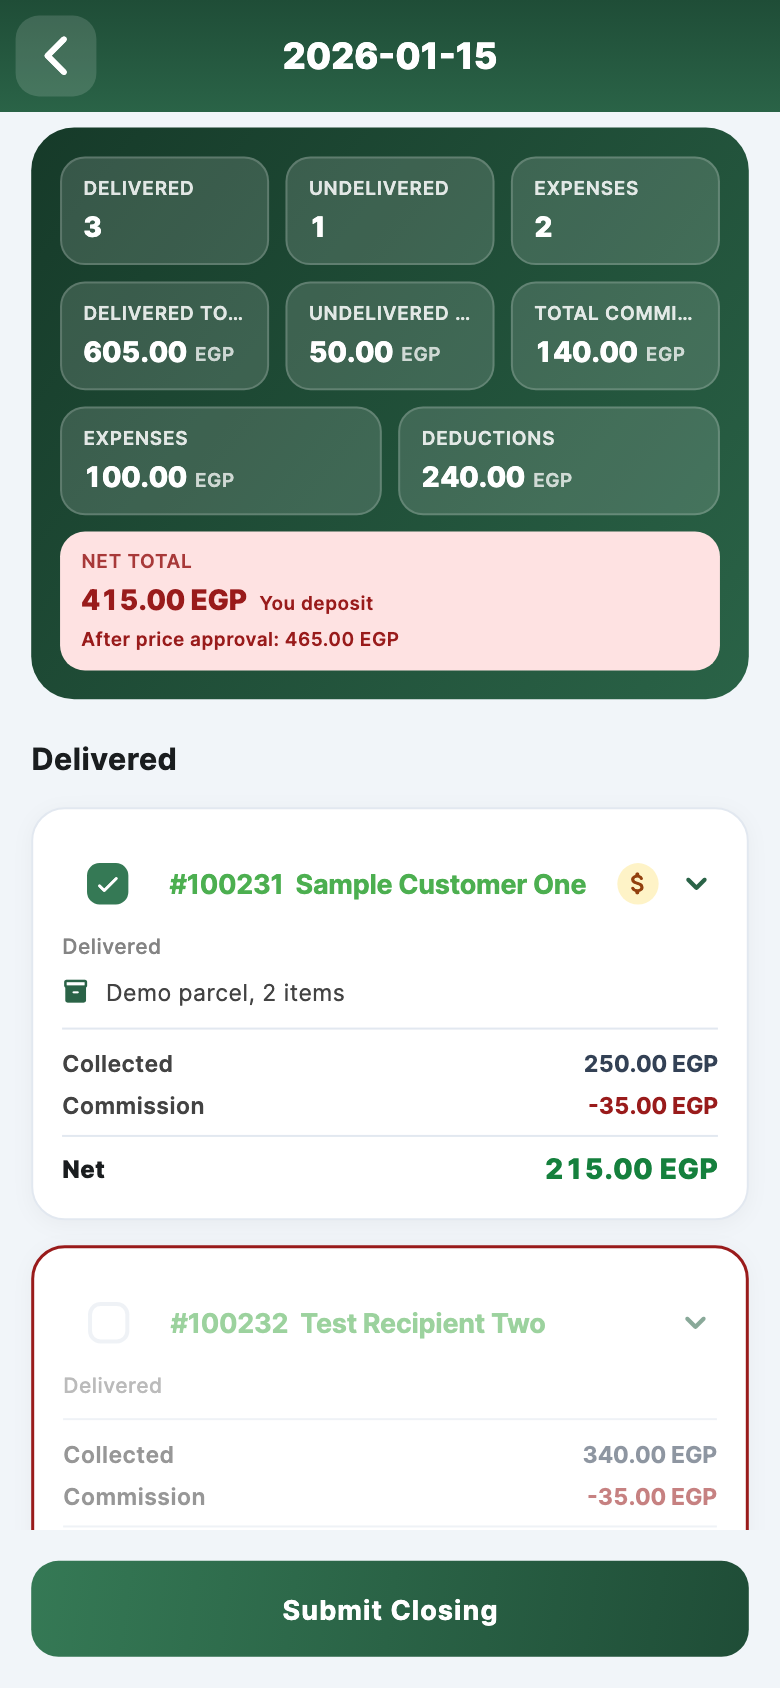 2026-01-15
DELIVERED
3
UNDELIVERED
1
EXPENSES
2
DELIVERED TO...
605.00 EGP
UNDELIVERED ...
50.00 EGP
TOTAL COMMI...
140.00 EGP
EXPENSES
100.00 EGP
DEDUCTIONS
240.00 EGP
NET TOTAL
415.00 EGP You deposit
After price approval: 465.00 EGP
Delivered
#100231 Sample Customer One $
Delivered
Demo parcel, 2 items
Collected 250.00 EGP
Commission -35.00 EGP
Net 215.00 EGP
#100232 Test Recipient Two
Delivered
Collected 340.00 EGP
Commission -35.00 EGP
Submit Closing